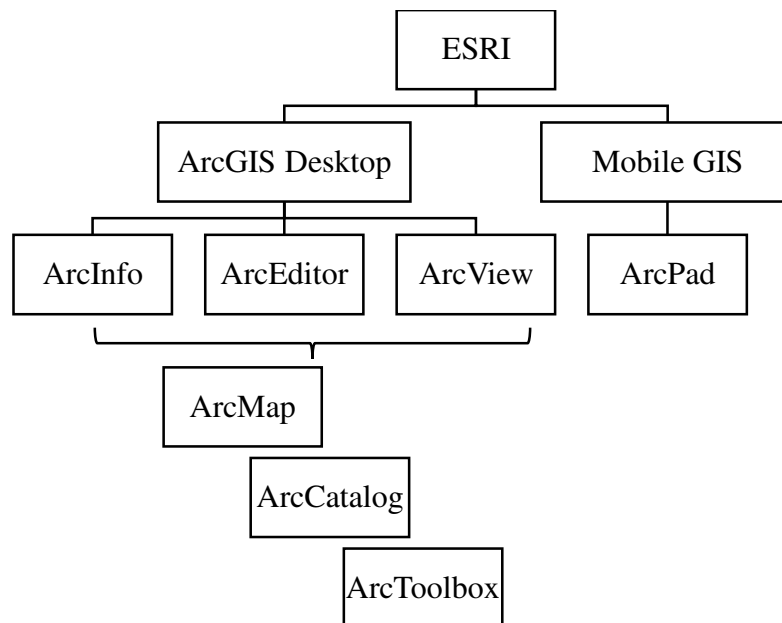 ESRI
ArcGIS Desktop
Mobile GIS
ArcInfo
ArcEditor
ArcView
ArcPad
ArcMap
ArcCatalog
ArcToolbox